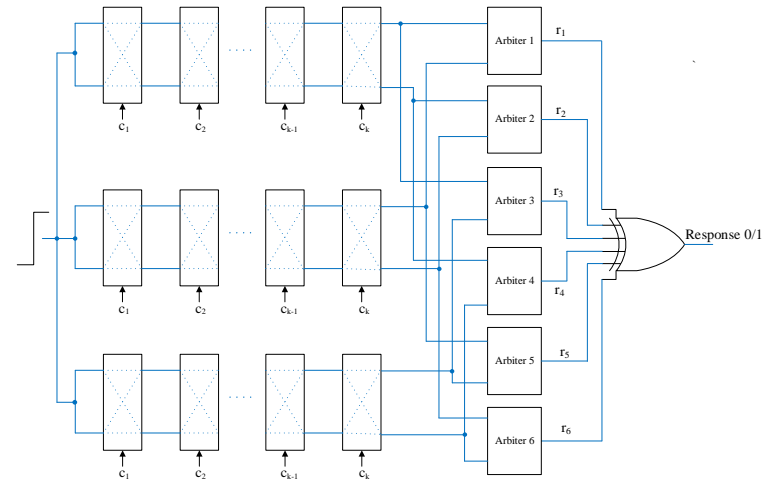 Arbiter 1
r1
Arbiter 2
r2
c1 c2 ck-1 ck
Arbiter 3
r3
Response 0/1
Arbiter 4
r4
c1 c2 ck-1 ck
Arbiter 5
r5
Arbiter 6
r6
c1 c2 ck-1 ck